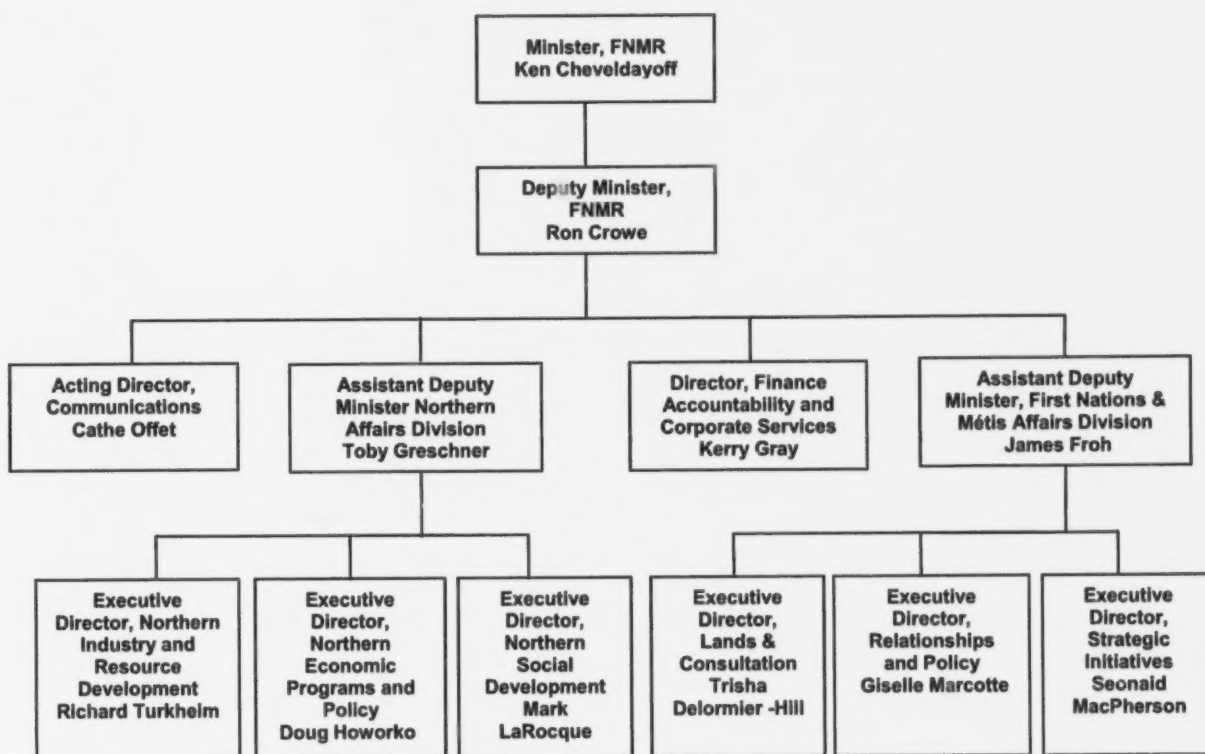 Minister, FNMR
Ken Cheveldayoff
Deputy Minister,
FNMR
Ron Crowe
Acting Director,
Communications
Cathe Offet
Assistant Deputy
Minister Northern
Affairs Division
Toby Greschner
Director, Finance
Accountability and
Corporate Services
Kerry Gray
Assistant Deputy
Minister, First Nations &
Métis Affairs Division
James Froh
Executive
Director, Northern
Industry and
Resource
Development
Richard Turkheim
Executive
Director,
Northern
Economic
Programs and
Policy
Doug Howorko
Executive
Director,
Northern
Social
Development
Mark
LaRocque
Executive
Director,
Lands &
Consultation
Trisha
Delormier -Hill
Executive
Director,
Relationships
and Policy
Giselle Marcotte
Executive
Director,
Strategic
Initiatives
Seonaid
MacPherson